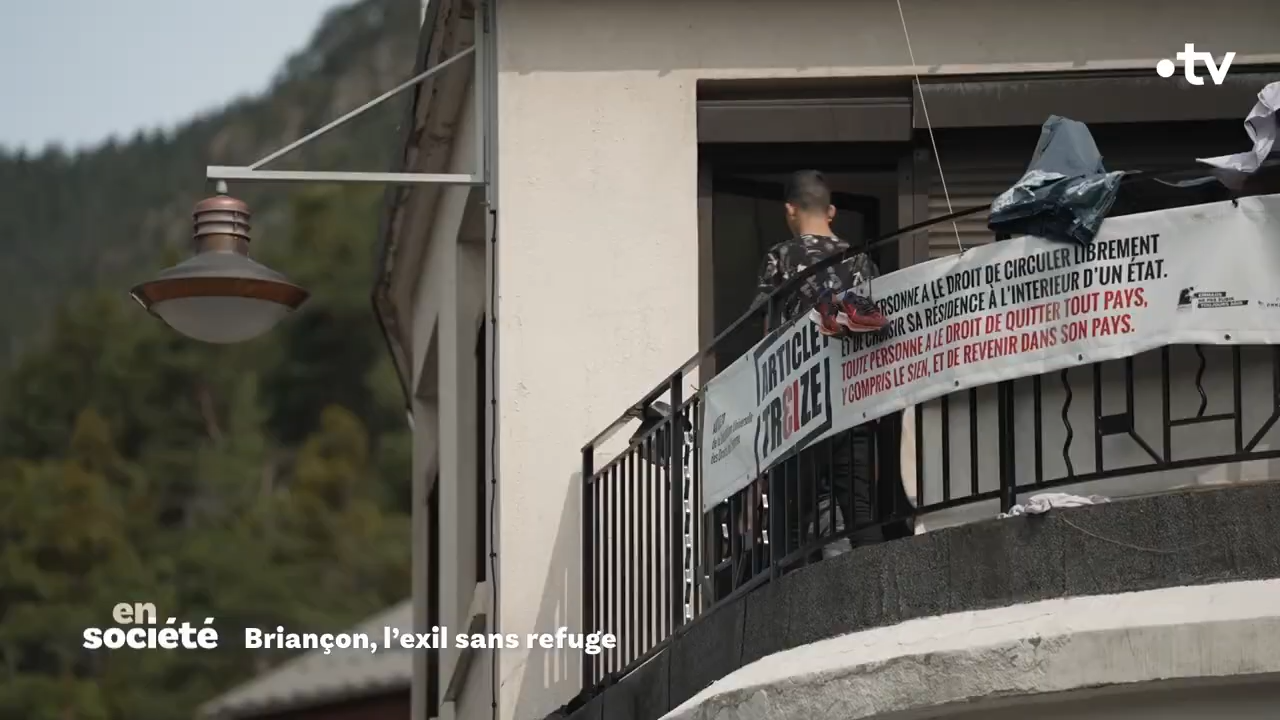 .tv
ERSONNE A LE DROIT DE CIRCULER LIBREMENT
ET DE CHOISIR SA RÉSIDENCE À L'INTERIEUR D'UN ÉTAT.
TOUTE PERSONNE A LE DROIT DE QUITTER TOUT PAYS,
Y COMPRIS LE SIEN, ET DE REVENIR DANS SON PAYS.
ARTICLE
TREIZE
en
société
Briançon, l'exil sans refuge